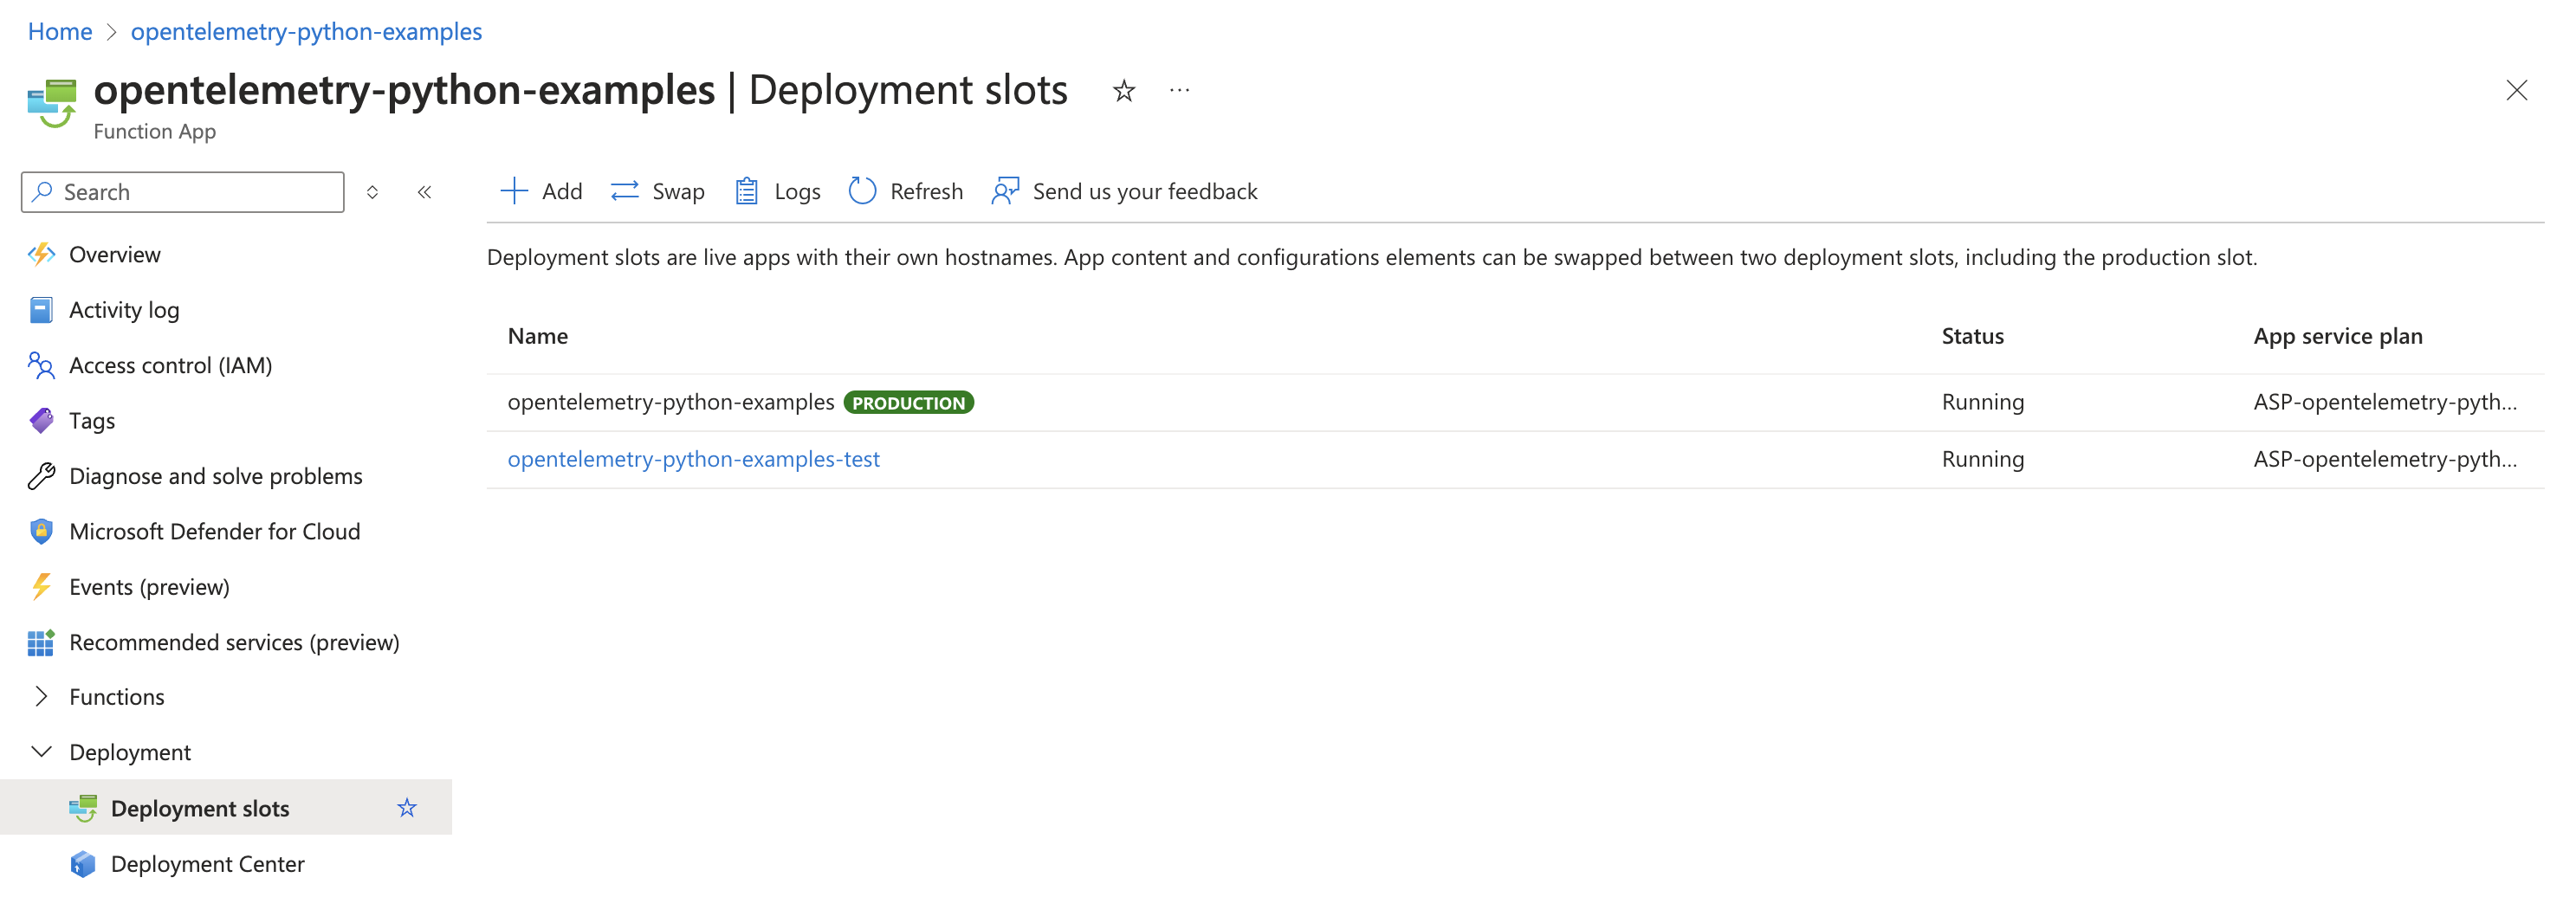 Home > opentelemetry-python-examples
opentelemetry-python-examples | Deployment slots
Function App
Search
Add Swap Logs Refresh Send us your feedback
Overview
Activity log
Access control (IAM)
Tags
Diagnose and solve problems
Microsoft Defender for Cloud
Events (preview)
Recommended services (preview)
Functions
Deployment
Deployment slots
Deployment Center
Deployment slots are live apps with their own hostnames. App content and configurations elements can be swapped between two deployment slots, including the production slot.
Name Status App service plan
opentelemetry-python-examples PRODUCTION Running ASP-opentelemetry-pyth...
opentelemetry-python-examples-test Running ASP-opentelemetry-pyth...